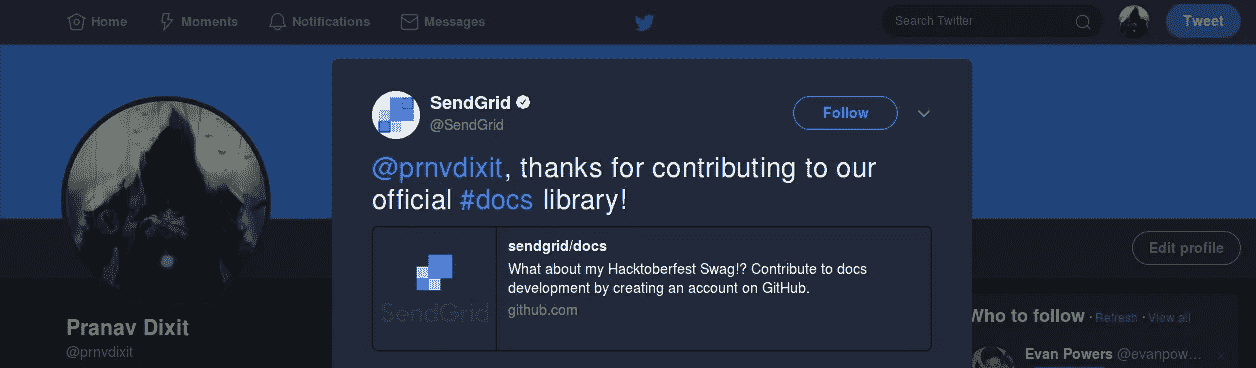 Home Moments Notifications Messages Search Twitter Tweet
SendGrid
@SendGrid
Follow
@prnvdixit, thanks for contributing to our
official #docs library!
sendgrid/docs
What about my Hacktoberfest Swag!? Contribute to docs
development by creating an account on GitHub.
github.com
SendGrid
Edit profile
Pranav Dixit
@prnvdixit
Who to follow · Refresh · View all
Evan Powers @evanpow...